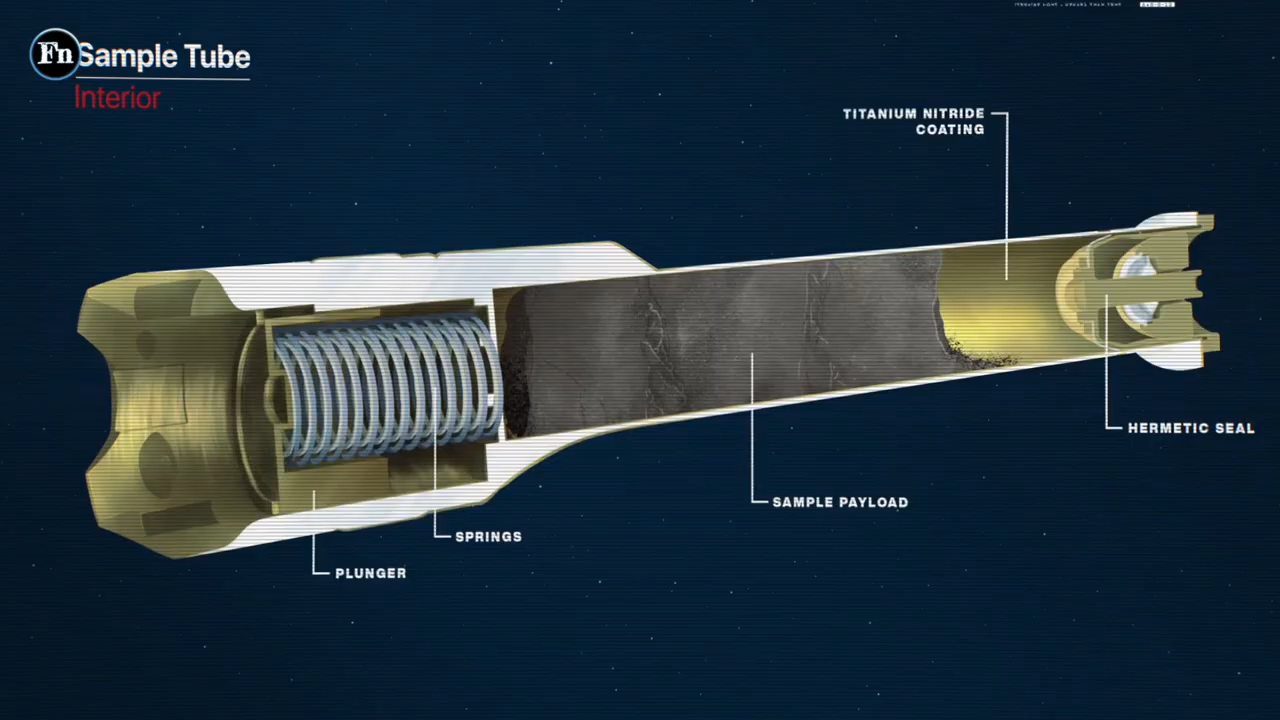 Fn
Sample Tube
Interior
TITANIUM NITRIDE
COATING
HERMETIC SEAL
SAMPLE PAYLOAD
SPRINGS
PLUNGER